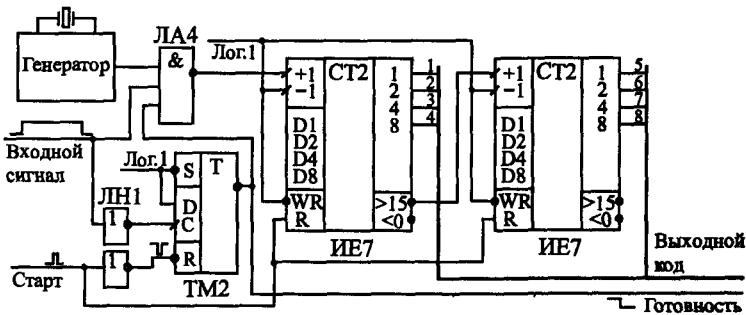 Генератор
ЛА4
&
Лог.1
Входной
сигнал
Лог.1
ЛН1
1
1
Старт
S
T
D
C
R
TM2
+1
-1
CT2
1
2
4
8
D1
D2
D4
D8
WR
R
>15
<0
ИЕ7
1
2
3
4
+1
-1
CT2
1
2
4
8
D1
D2
D4
D8
WR
R
>15
<0
ИЕ7
5
6
7
8
Выходной
код
Готовность